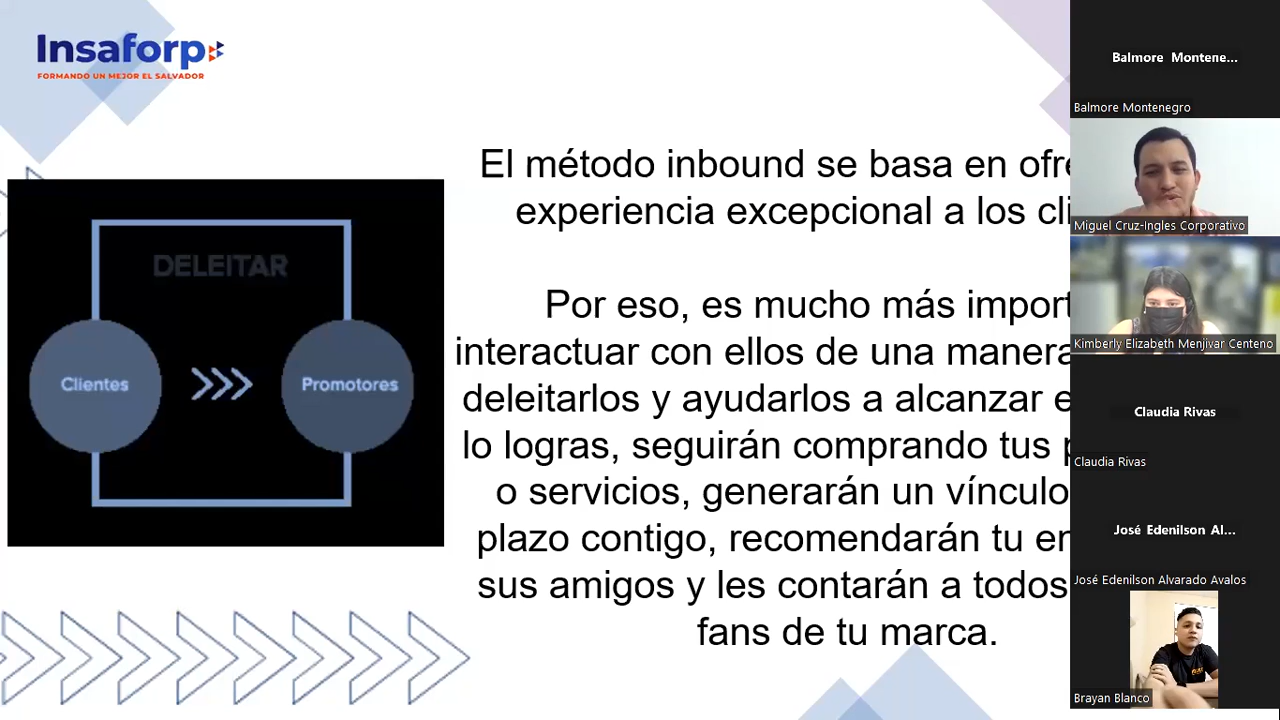 Insaforp
FORMANDO UN MEJOR EL SALVADOR
DELEITAR
Clientes
Promotores
El método inbound se basa en
experiencia excepcional a los
Por eso, es mucho más
interactuar con ellos de una manera
deleitarlos y ayudarlos a alcanzar
lo logras, seguirán comprando tus
o servicios, generarán un vínculo
plazo contigo, recomendarán tu
sus amigos y les contarán a todos
fans de tu marca.
Balmore Montene...
Balmore Montenegro
Miguel Cruz-Ingles Corporativo
Kimberly Elizabeth Menjivar Centeno
Claudia Rivas
Claudia Rivas
José Edenilson Al...
José Edenilson Alvarado Avalos
Brayan Blanco